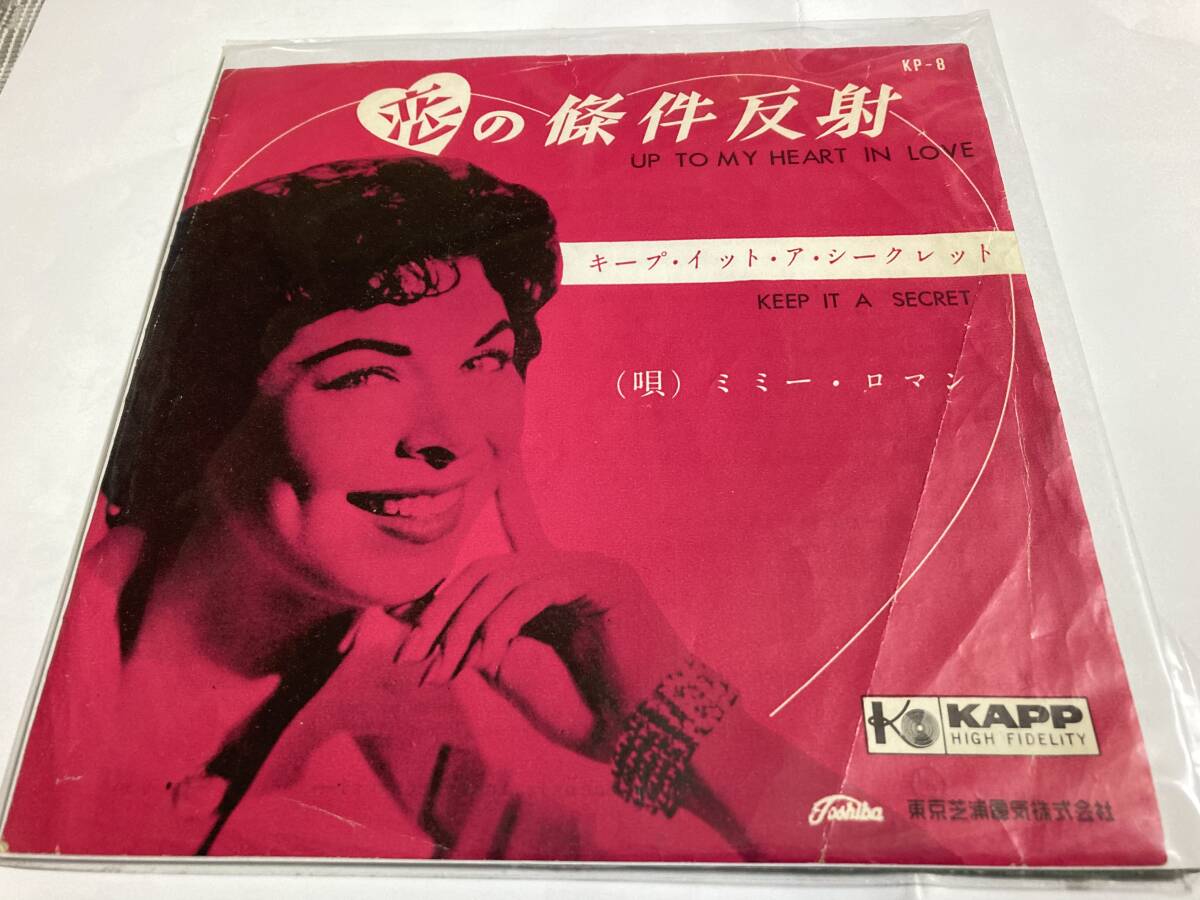 KP-8
恋の條件反射
UP TO MY HEART IN LOVE
キープ・イット・ア・シークレット
KEEP IT A SECRET
(唄) ミミー・ロマン
K KAPP
HIGH FIDELITY
Toshiba 東京芝浦電気株式会社